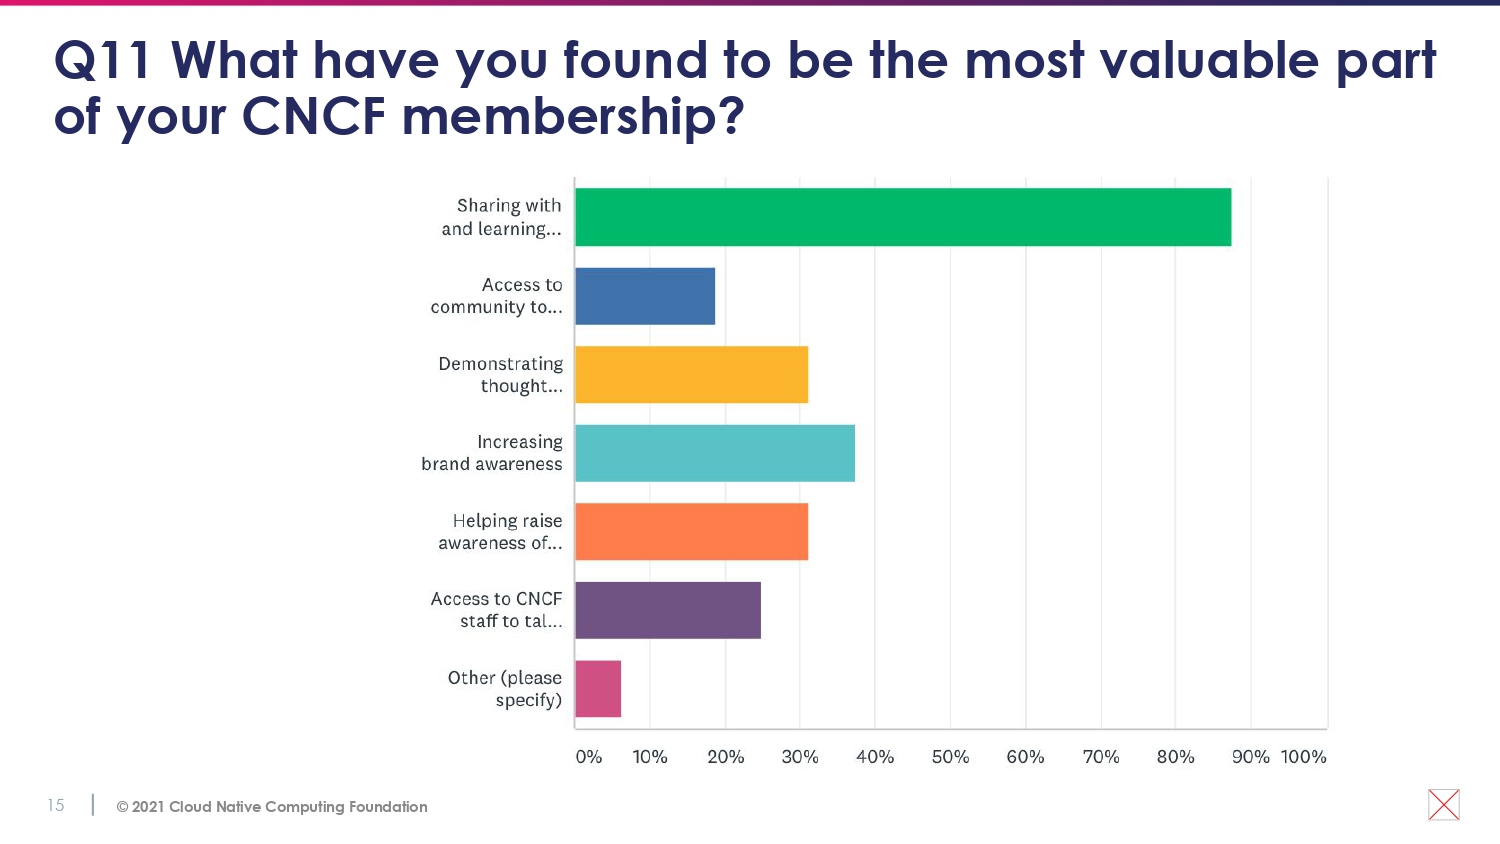 Q11 What have you found to be the most valuable part
of your CNCF membership?
Sharing with
and learning...
Access to
community to...
Demonstrating
thought...
Increasing
brand awareness
Helping raise
awareness of...
Access to CNCF
staff to tal...
Other (please
specify)
0% 10% 20% 30% 40% 50% 60% 70% 80% 90% 100%
15
© 2021 Cloud Native Computing Foundation